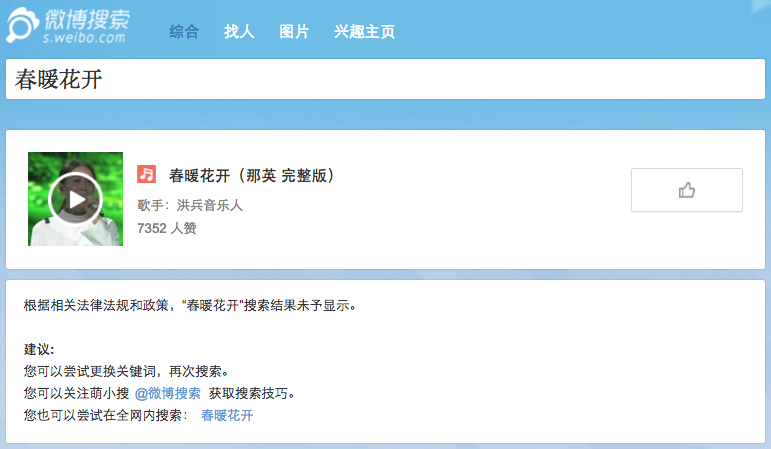 微博搜索
s.weibo.com
综合 找人 图片 兴趣主页
春暖花开
春暖花开（那英 完整版）
歌手：洪兵音乐人
7352 人赞
根据相关法律法规和政策，“春暖花开”搜索结果未予显示。
建议:
您可以尝试更换关键词，再次搜索。
您可以关注萌小搜 @微博搜索 获取搜索技巧。
您也可以尝试在全网内搜索： 春暖花开